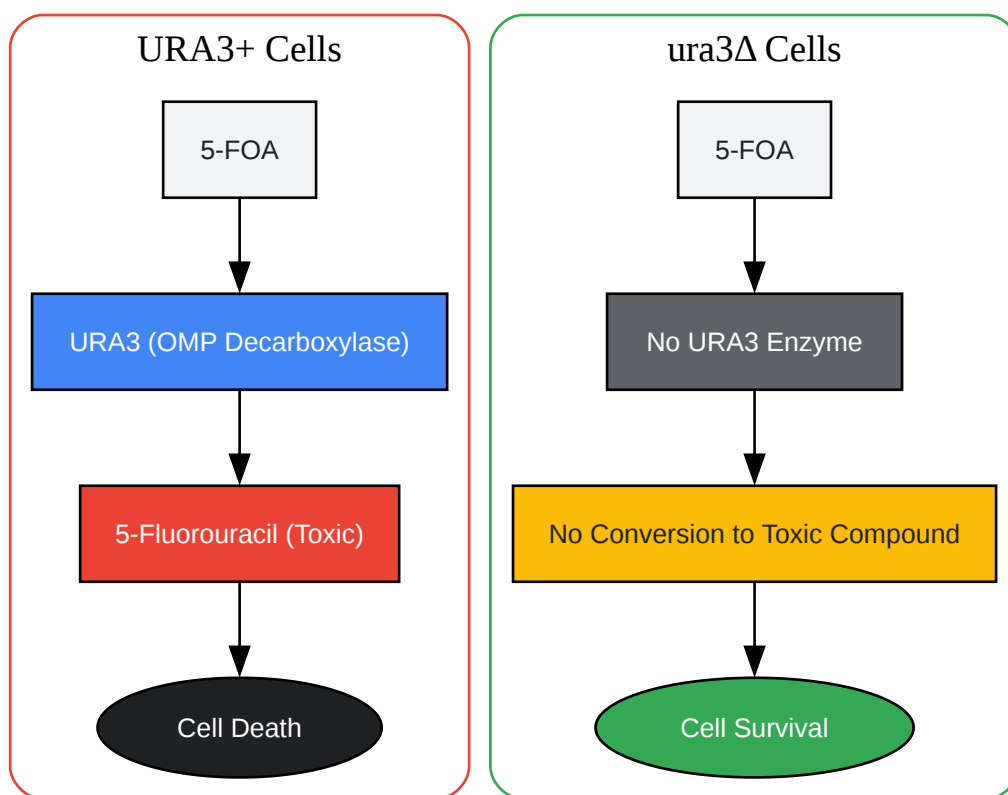 URA3+ Cells
5-FOA
URA3 (OMP Decarboxylase)
5-Fluorouracil (Toxic)
Cell Death
ura3Δ Cells
5-FOA
No URA3 Enzyme
No Conversion to Toxic Compound
Cell Survival